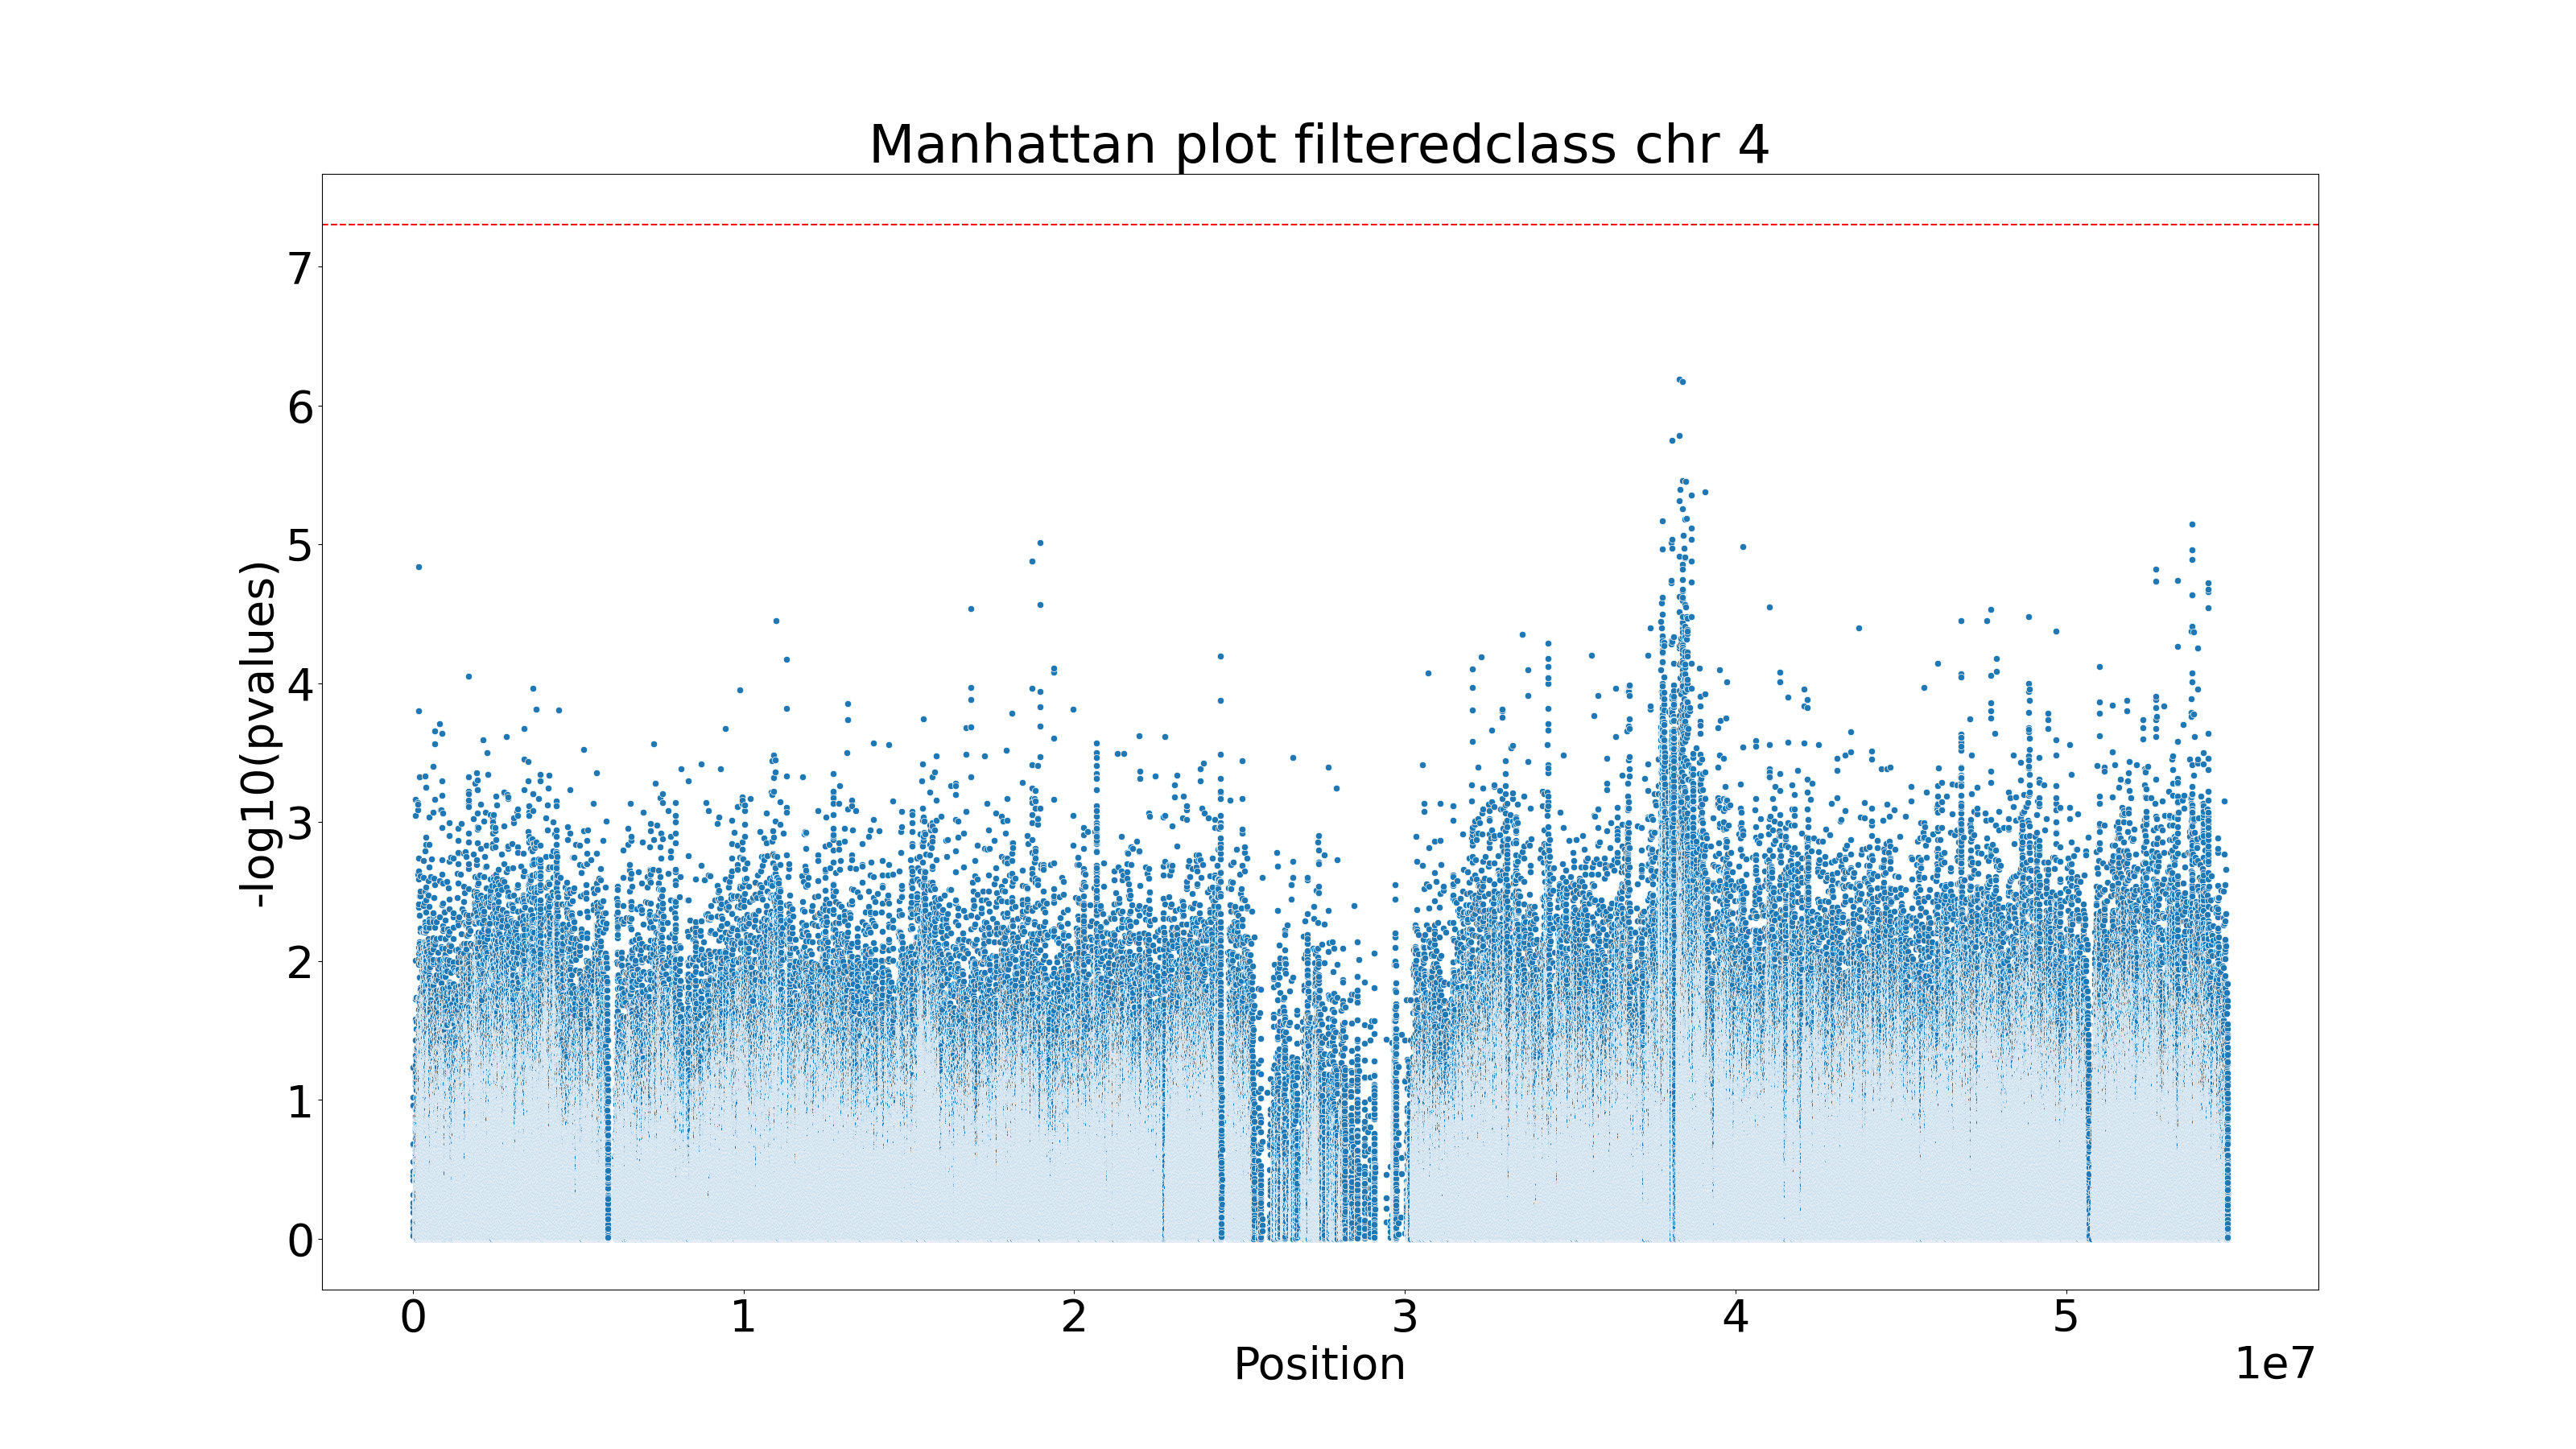 Manhattan plot filteredclass chr 4
-log10(pvalues)
7
6
5
4
3
2
1
0
0 1 2 3 4 5
Position
1e7